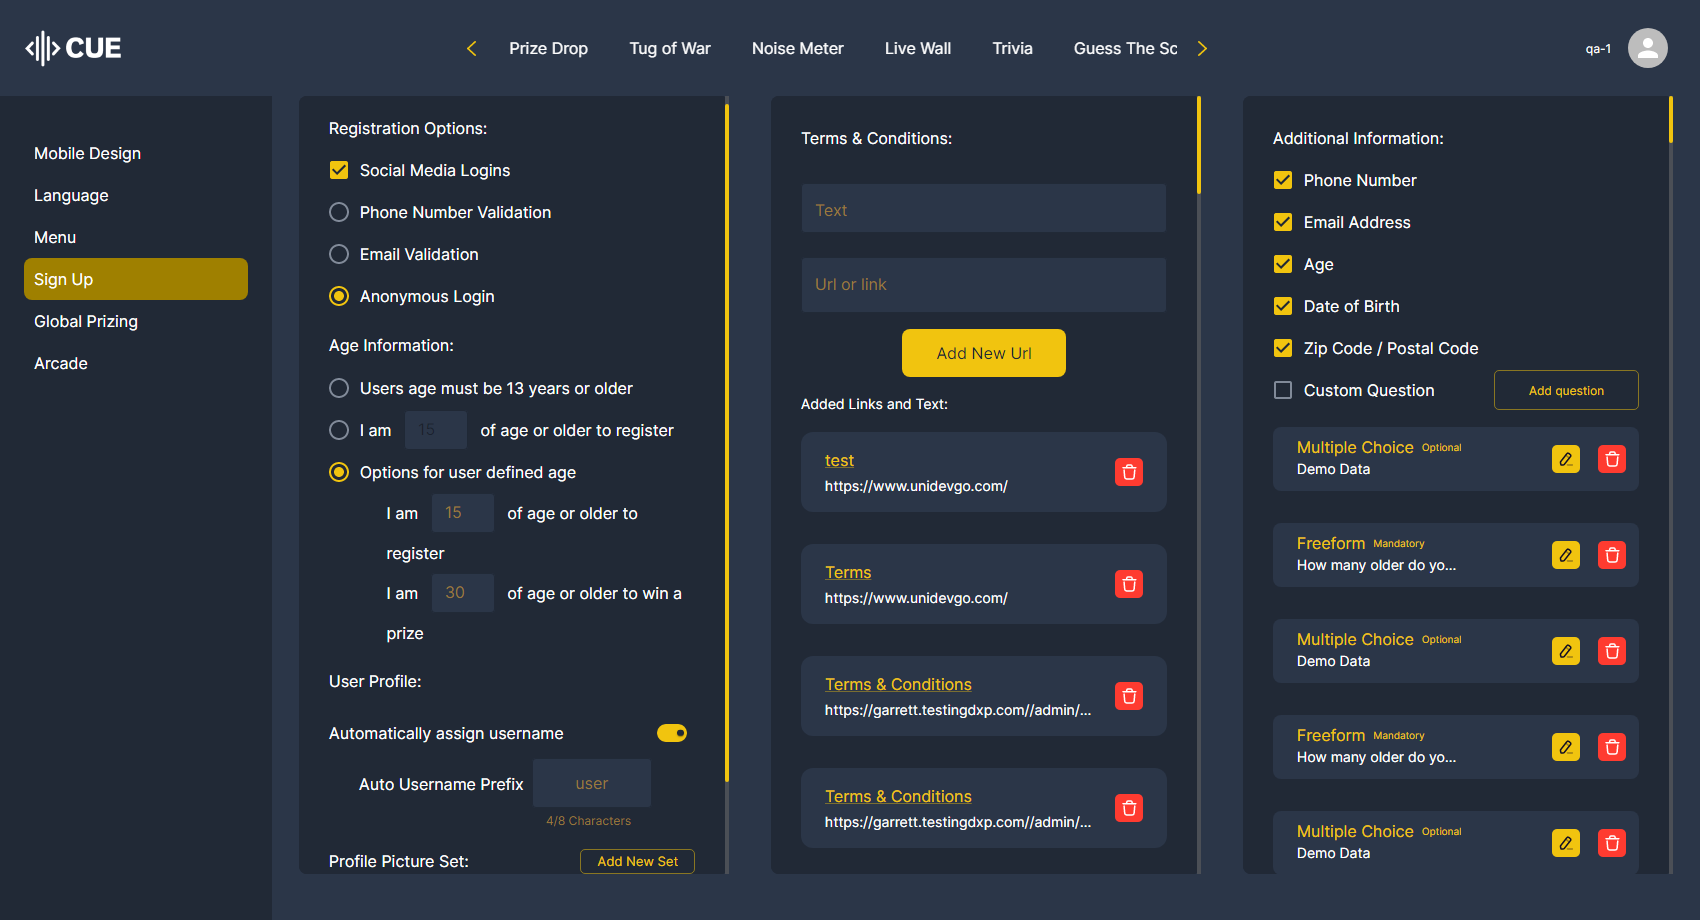 CUE
Prize Drop
Tug of War
Noise Meter
Live Wall
Trivia
Guess The Sc
qa-1
Mobile Design
Language
Menu
Sign Up
Global Prizing
Arcade
Registration Options:
Social Media Logins
Phone Number Validation
Email Validation
Anonymous Login
Age Information:
Users age must be 13 years or older
I am 15 of age or older to register
Options for user defined age
I am 15 of age or older to
register
I am 30 of age or older to win a
prize
User Profile:
Automatically assign username
Auto Username Prefix user
4/8 Characters
Profile Picture Set: Add New Set
Terms & Conditions:
Text
Url or link
Add New Url
Added Links and Text:
test
https://www.unidevgo.com/
Terms
https://www.unidevgo.com/
Terms & Conditions
https://garrett.testingdxp.com//admin/...
Terms & Conditions
https://garrett.testingdxp.com//admin/...
Additional Information:
Phone Number
Email Address
Age
Date of Birth
Zip Code / Postal Code
Custom Question Add question
Multiple Choice Optional
Demo Data
Freeform Mandatory
How many older do yo...
Multiple Choice Optional
Demo Data
Freeform Mandatory
How many older do yo...
Multiple Choice Optional
Demo Data